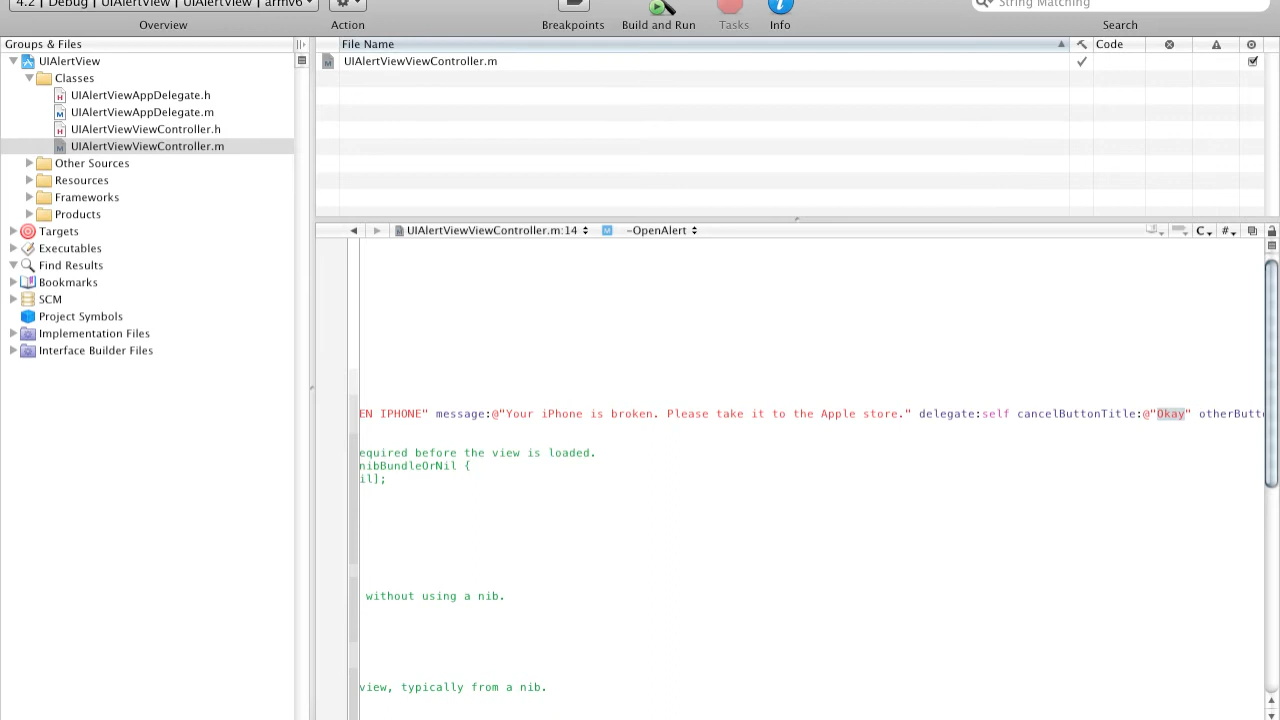 4.2 | Debug | UIAlertView | UIAlertView | armv6
String Matching
Overview
Action
Breakpoints
Build and Run
Tasks
Info
Search
Groups & Files
File Name
Code
UIAlertView
UIAlertViewViewController.m
Classes
UIAlertViewAppDelegate.h
UIAlertViewAppDelegate.m
UIAlertViewViewController.h
UIAlertViewViewController.m
Other Sources
Resources
Frameworks
Products
Targets
UIAlertViewViewController.m:14
-OpenAlert
C
#
Executables
Find Results
Bookmarks
SCM
Project Symbols
Implementation Files
Interface Builder Files
EN IPHONE" message:@"Your iPhone is broken. Please take it to the Apple store." delegate:self cancelButtonTitle:@"Okay" otherButt
equired before the view is loaded.
nibBundleOrNil {
il];
without using a nib.
view, typically from a nib.